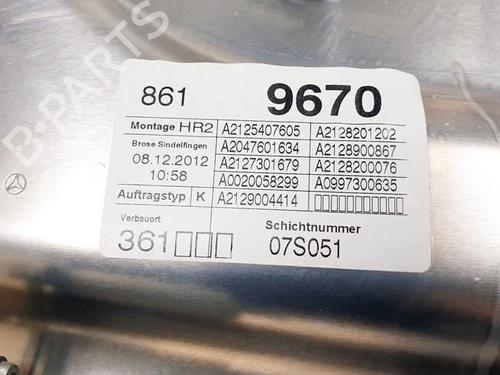 861 9670
Montage HR2 A2125407605 A2128201202
Brose Sindelfingen A2047601634 A2128900867
08.12.2012 A2127301679 A2128200076
10:58 A0020058299 A0997300635
Auftragstyp K A2129004414 □□□□□□□□□□□
Verbauort Schichtnummer
361□□□ 07S051
B-PARTS